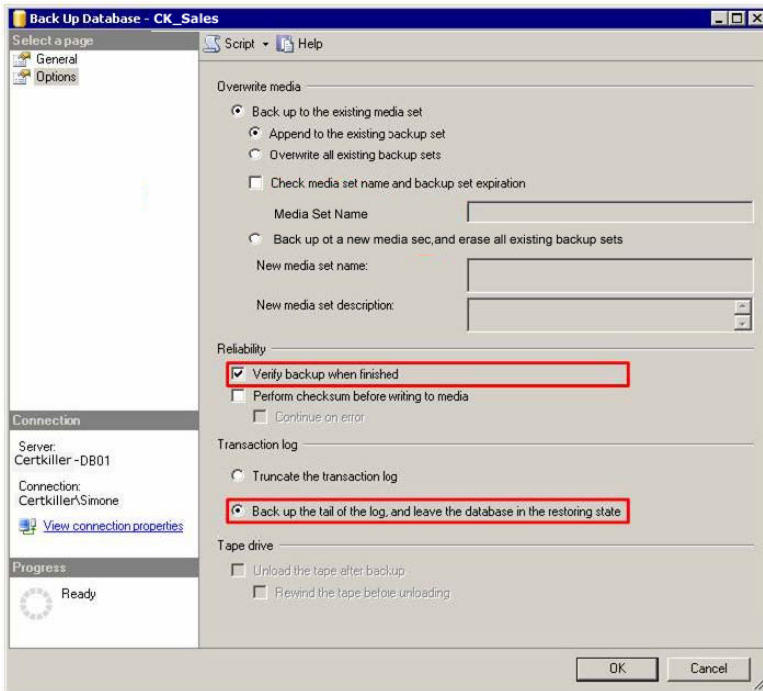 Back Up Database - CK_Sales
Select a page
General
Options
Script Help
Overwrite media
Back up to the existing media set
Append to the existing backup set
Overwrite all existing backup sets
Check media set name and backup set expiration
Media Set Name
Back up ot a new media sec,and erase all existing backup sets
New media set name:
New media set description:
Reliability
Verify backup when finished
Perform checksum before writing to media
Continue on error
Transaction log
Truncate the transaction log
Back up the tail of the log, and leave the database in the restoring state
Tape drive
Unload the tape after backup
Rewind the tape before unloading
Connection
Server:
Certkiller -DB01
Connection:
Certkiller\Simone
View connection properties
Progress
Ready
OK Cancel